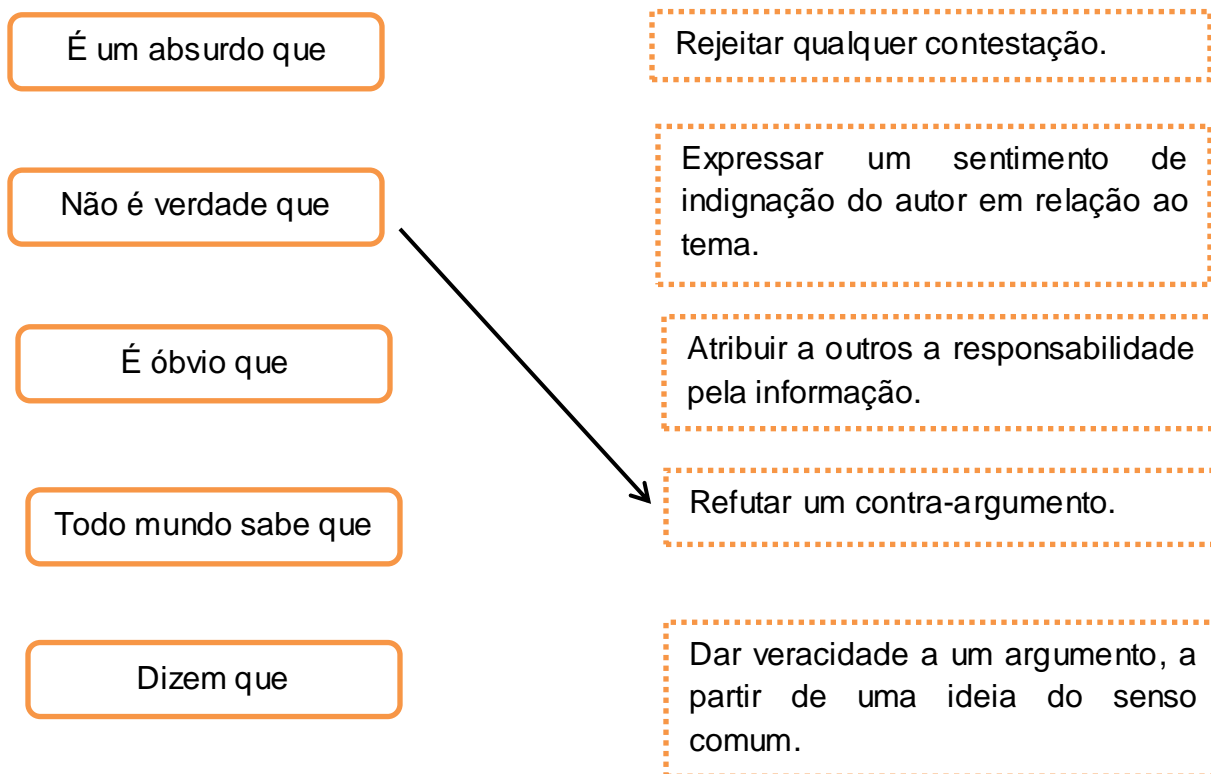 É um absurdo que
Rejeitar qualquer contestação.
Não é verdade que
Expressar um sentimento de
indignação do autor em relação ao
tema.
É óbvio que
Atribuir a outros a responsabilidade
pela informação.
Todo mundo sabe que
Refutar um contra-argumento.
Dizem que
Dar veracidade a um argumento, a
partir de uma ideia do senso
comum.